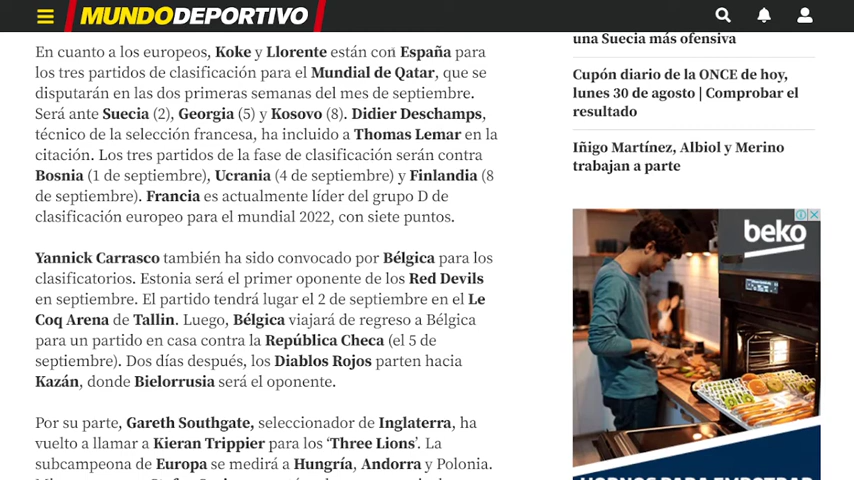 MUNDODEPORTIVO
En cuanto a los europeos, Koke y Llorente están con España para
los tres partidos de clasificación para el Mundial de Qatar, que se
disputarán en las dos primeras semanas del mes de septiembre.
Será ante Suecia (2), Georgia (5) y Kosovo (8). Didier Deschamps,
técnico de la selección francesa, ha incluido a Thomas Lemar en la
citación. Los tres partidos de la fase de clasificación serán contra
Bosnia (1 de septiembre), Ucrania (4 de septiembre) y Finlandia (8
de septiembre). Francia es actualmente líder del grupo D de
clasificación europeo para el mundial 2022, con siete puntos.
Yannick Carrasco también ha sido convocado por Bélgica para los
clasificatorios. Estonia será el primer oponente de los Red Devils
en septiembre. El partido tendrá lugar el 2 de septiembre en el Le
Coq Arena de Tallin. Luego, Bélgica viajará de regreso a Bélgica
para un partido en casa contra la República Checa (el 5 de
septiembre). Dos días después, los Diablos Rojos parten hacia
Kazán, donde Bielorrusia será el oponente.
Por su parte, Gareth Southgate, seleccionador de Inglaterra, ha
vuelto a llamar a Kieran Trippier para los 'Three Lions'. La
subcampeona de Europa se medirá a Hungría, Andorra y Polonia.
una Suecia más ofensiva
Cupón diario de la ONCE de hoy,
lunes 30 de agosto | Comprobar el
resultado
Iñigo Martínez, Albiol y Merino
trabajan a parte
beko
HORNOS PARA EMPOTRAR